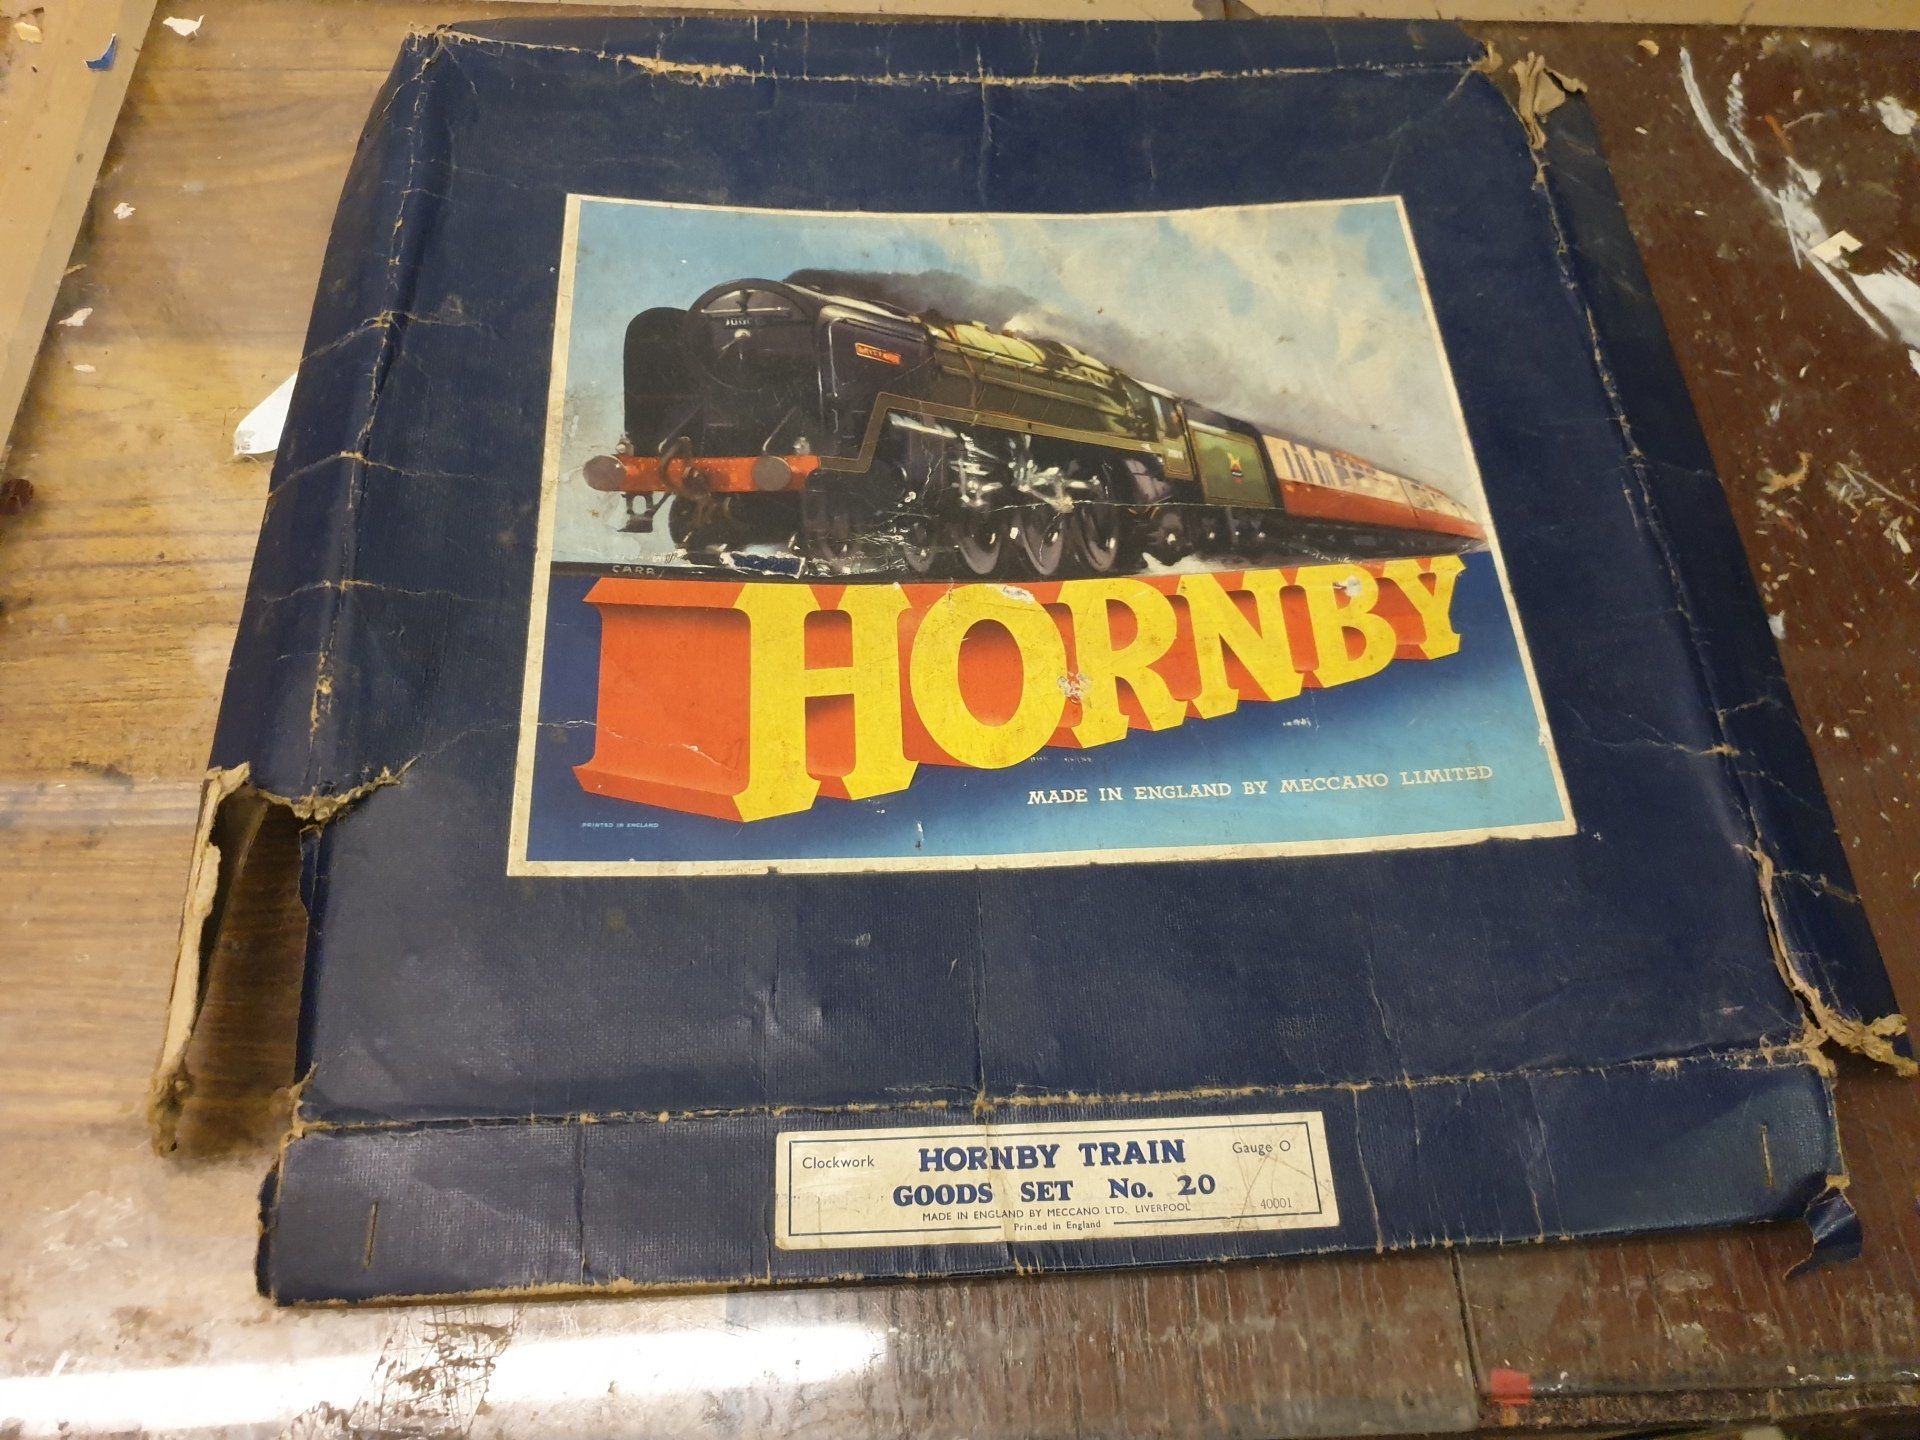 CARR
HORNBY
MADE IN ENGLAND BY MECCANO LIMITED
PRINTED IN ENGLAND
Clockwork HORNBY TRAIN Gauge O
GOODS SET No. 20
MADE IN ENGLAND BY MECCANO LTD. LIVERPOOL 40001
Prin ed in England